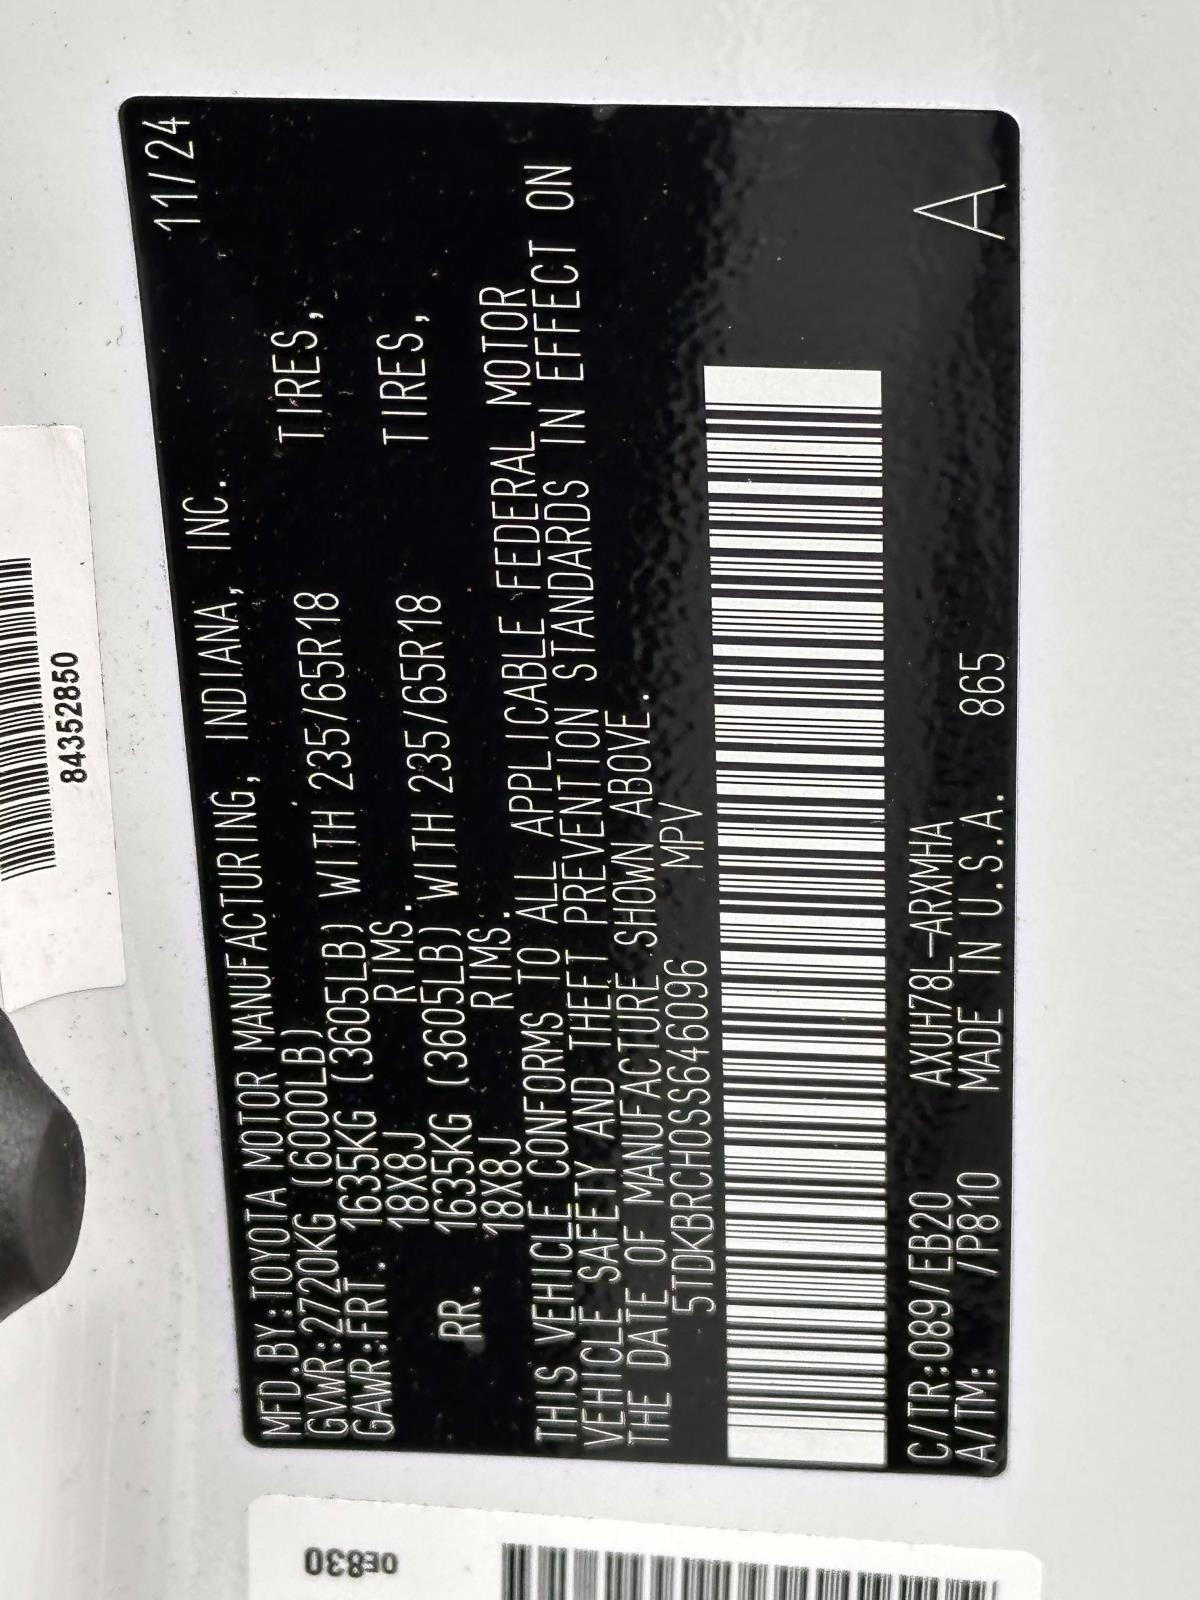 11/24
MFD.BY:TOYOTA MOTOR MANUFACTURING, INDIANA, INC.
GVWR:2720KG (6000LB)
GAWR:FRT. 1635KG (3605LB) WITH 235/65R18 TIRES,
18X8J RIMS.
RR. 1635KG (3605LB) WITH 235/65R18 TIRES,
18X8J RIMS.
THIS VEHICLE CONFORMS TO ALL APPLICABLE FEDERAL MOTOR
VEHICLE SAFETY AND THEFT PREVENTION STANDARDS IN EFFECT ON
THE DATE OF MANUFACTURE SHOWN ABOVE.
5TDKBRCH0SS646096 MPV
C/TR:089/EB20 AXUH78L-ARXMHA
A/TM: /P810 MADE IN U.S.A. 865
A
84352850
0E830
0E830